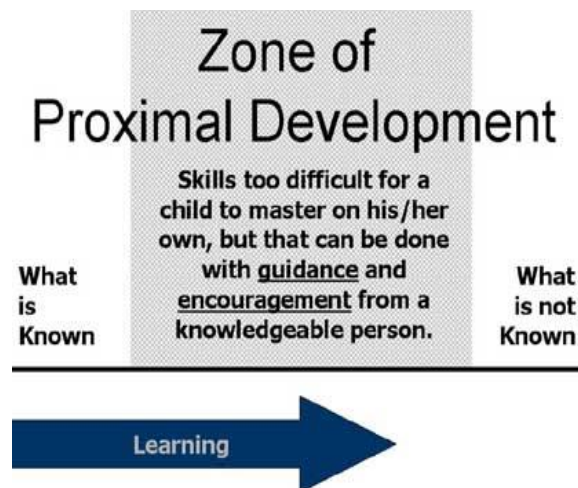 Zone of
Proximal Development
Skills too difficult for a
child to master on his/her
own, but that can be done
with guidance and
encouragement from a
knowledgeable person.
What
is
Known
What
is not
Known
Learning